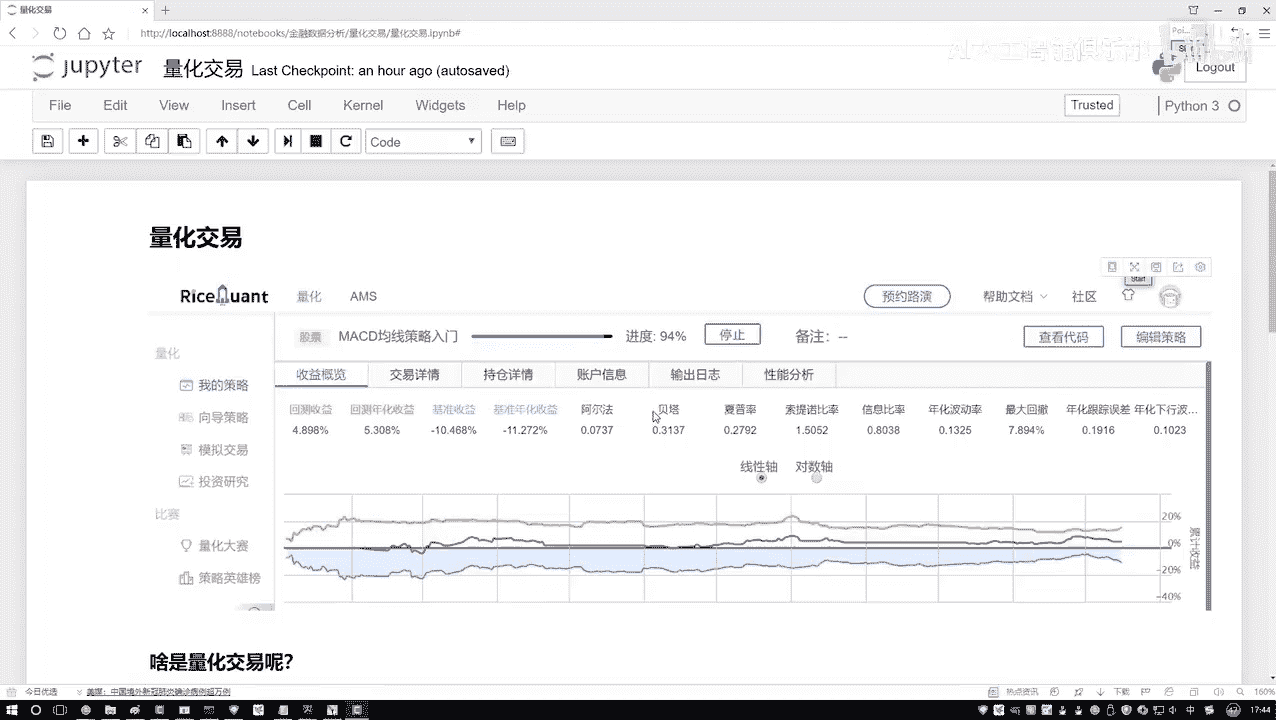 量化交易
http://localhost:8888/notebooks/金融数据分析/量化交易/量化交易.ipynb#
jupyter 量化交易 Last Checkpoint: an hour ago (autosaved)
Logout
File Edit View Insert Cell Kernel Widgets Help Trusted Python 3
Code
量化交易
RiceQuant 量化 AMS 预约路演 帮助文档 社区
Start
股票 MACD均线策略入门 进度: 94% 停止 备注: -- 查看代码 编辑策略
量化
我的策略
向导策略
模拟交易
投资研究
比赛
量化大赛
策略英雄榜
收益概览 交易详情 持仓详情 账户信息 输出日志 性能分析
回测收益 回测年化收益 基准收益 基准年化收益 阿尔法 贝塔 夏普率 索提诺比率 信息比率 年化波动率 最大回撤 年化跟踪误差 年化下行波...
4.898% 5.308% -10.468% -11.272% 0.0737 0.3137 0.2792 1.5052 0.8038 0.1325 7.894% 0.1916 0.1023
线性轴 对数轴
20%
0%
-20%
-40%
累计收益
啥是量化交易呢?
今日优选 美媒：中国境外新冠肺炎确诊病例超万例 热点资讯 下载 160%
中 17:44